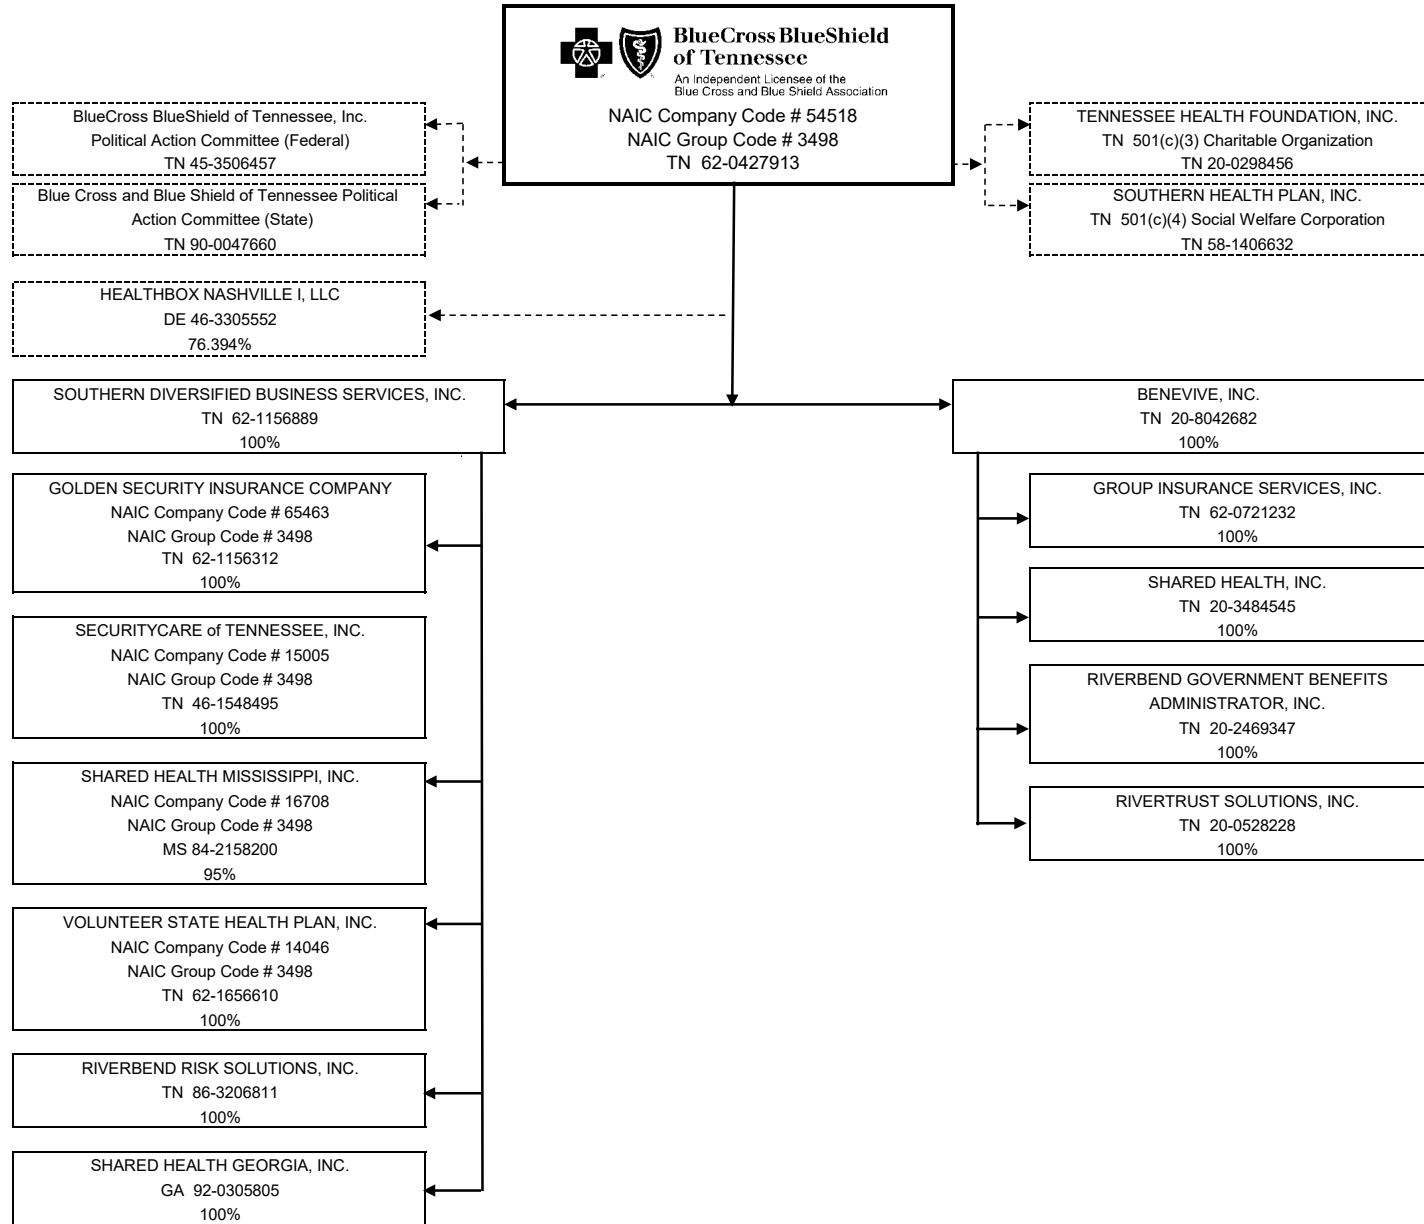 BlueCross BlueShield
of Tennessee
An Independent Licensee of the
Blue Cross and Blue Shield Association
NAIC Company Code # 54518
NAIC Group Code # 3498
TN 62-0427913
BlueCross BlueShield of Tennessee, Inc.
Political Action Committee (Federal)
TN 45-3506457
Blue Cross and Blue Shield of Tennessee Political
Action Committee (State)
TN 90-0047660
TENNESSEE HEALTH FOUNDATION, INC.
TN 501(c)(3) Charitable Organization
TN 20-0298456
SOUTHERN HEALTH PLAN, INC.
TN 501(c)(4) Social Welfare Corporation
TN 58-1406632
HEALTHBOX NASHVILLE I, LLC
DE 46-3305552
76.394%
SOUTHERN DIVERSIFIED BUSINESS SERVICES, INC.
TN 62-1156889
100%
GOLDEN SECURITY INSURANCE COMPANY
NAIC Company Code # 65463
NAIC Group Code # 3498
TN 62-1156312
100%
SECURITYCARE of TENNESSEE, INC.
NAIC Company Code # 15005
NAIC Group Code # 3498
TN 46-1548495
100%
SHARED HEALTH MISSISSIPPI, INC.
NAIC Company Code # 16708
NAIC Group Code # 3498
MS 84-2158200
95%
VOLUNTEER STATE HEALTH PLAN, INC.
NAIC Company Code # 14046
NAIC Group Code # 3498
TN 62-1656610
100%
RIVERBEND RISK SOLUTIONS, INC.
TN 86-3206811
100%
SHARED HEALTH GEORGIA, INC.
GA 92-0305805
100%
BENEVIVE, INC.
TN 20-8042682
100%
GROUP INSURANCE SERVICES, INC.
TN 62-0721232
100%
SHARED HEALTH, INC.
TN 20-3484545
100%
RIVERBEND GOVERNMENT BENEFITS
ADMINISTRATOR, INC.
TN 20-2469347
100%
RIVERTRUST SOLUTIONS, INC.
TN 20-0528228
100%